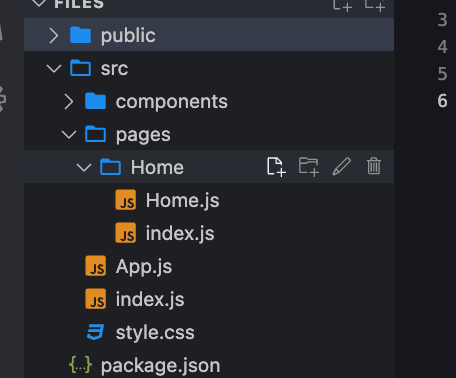 FILES
3
public
4
src
5
components
6
pages
Home
JS Home.js
JS index.js
JS App.js
JS index.js
style.css
{..} package.json